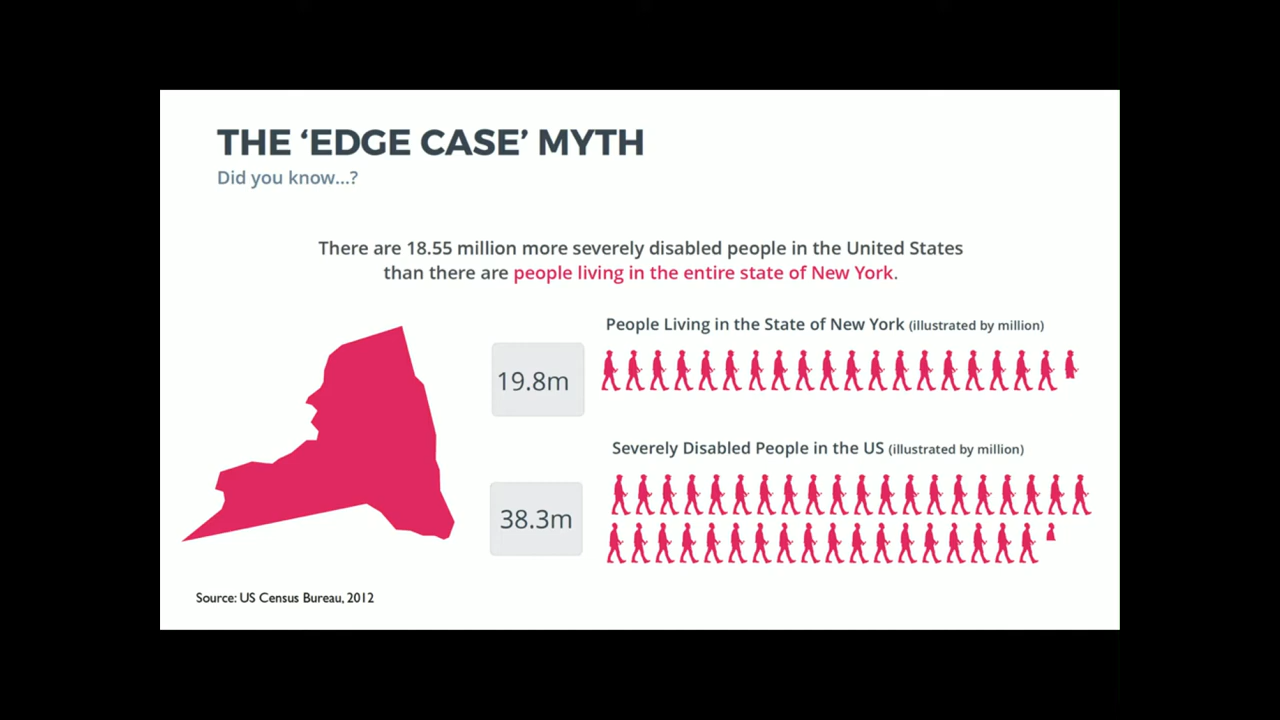 THE ‘EDGE CASE’ MYTH
Did you know...?
There are 18.55 million more severely disabled people in the United States
than there are people living in the entire state of New York.
People Living in the State of New York (illustrated by million)
19.8m
Severely Disabled People in the US (illustrated by million)
38.3m
Source: US Census Bureau, 2012